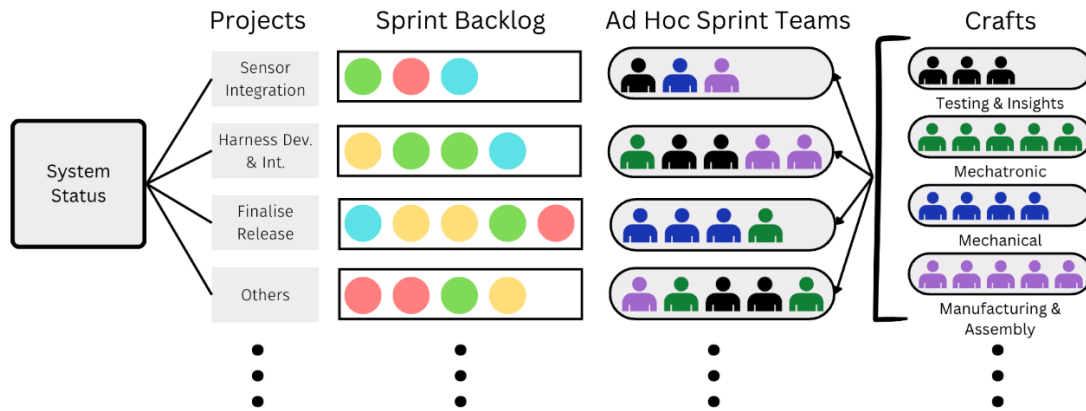 Projects
Sprint Backlog
Ad Hoc Sprint Teams
Crafts
System
Status
Sensor
Integration
Harness Dev.
& Int.
Finalise
Release
Others
Testing & Insights
Mechatronic
Mechanical
Manufacturing &
Assembly